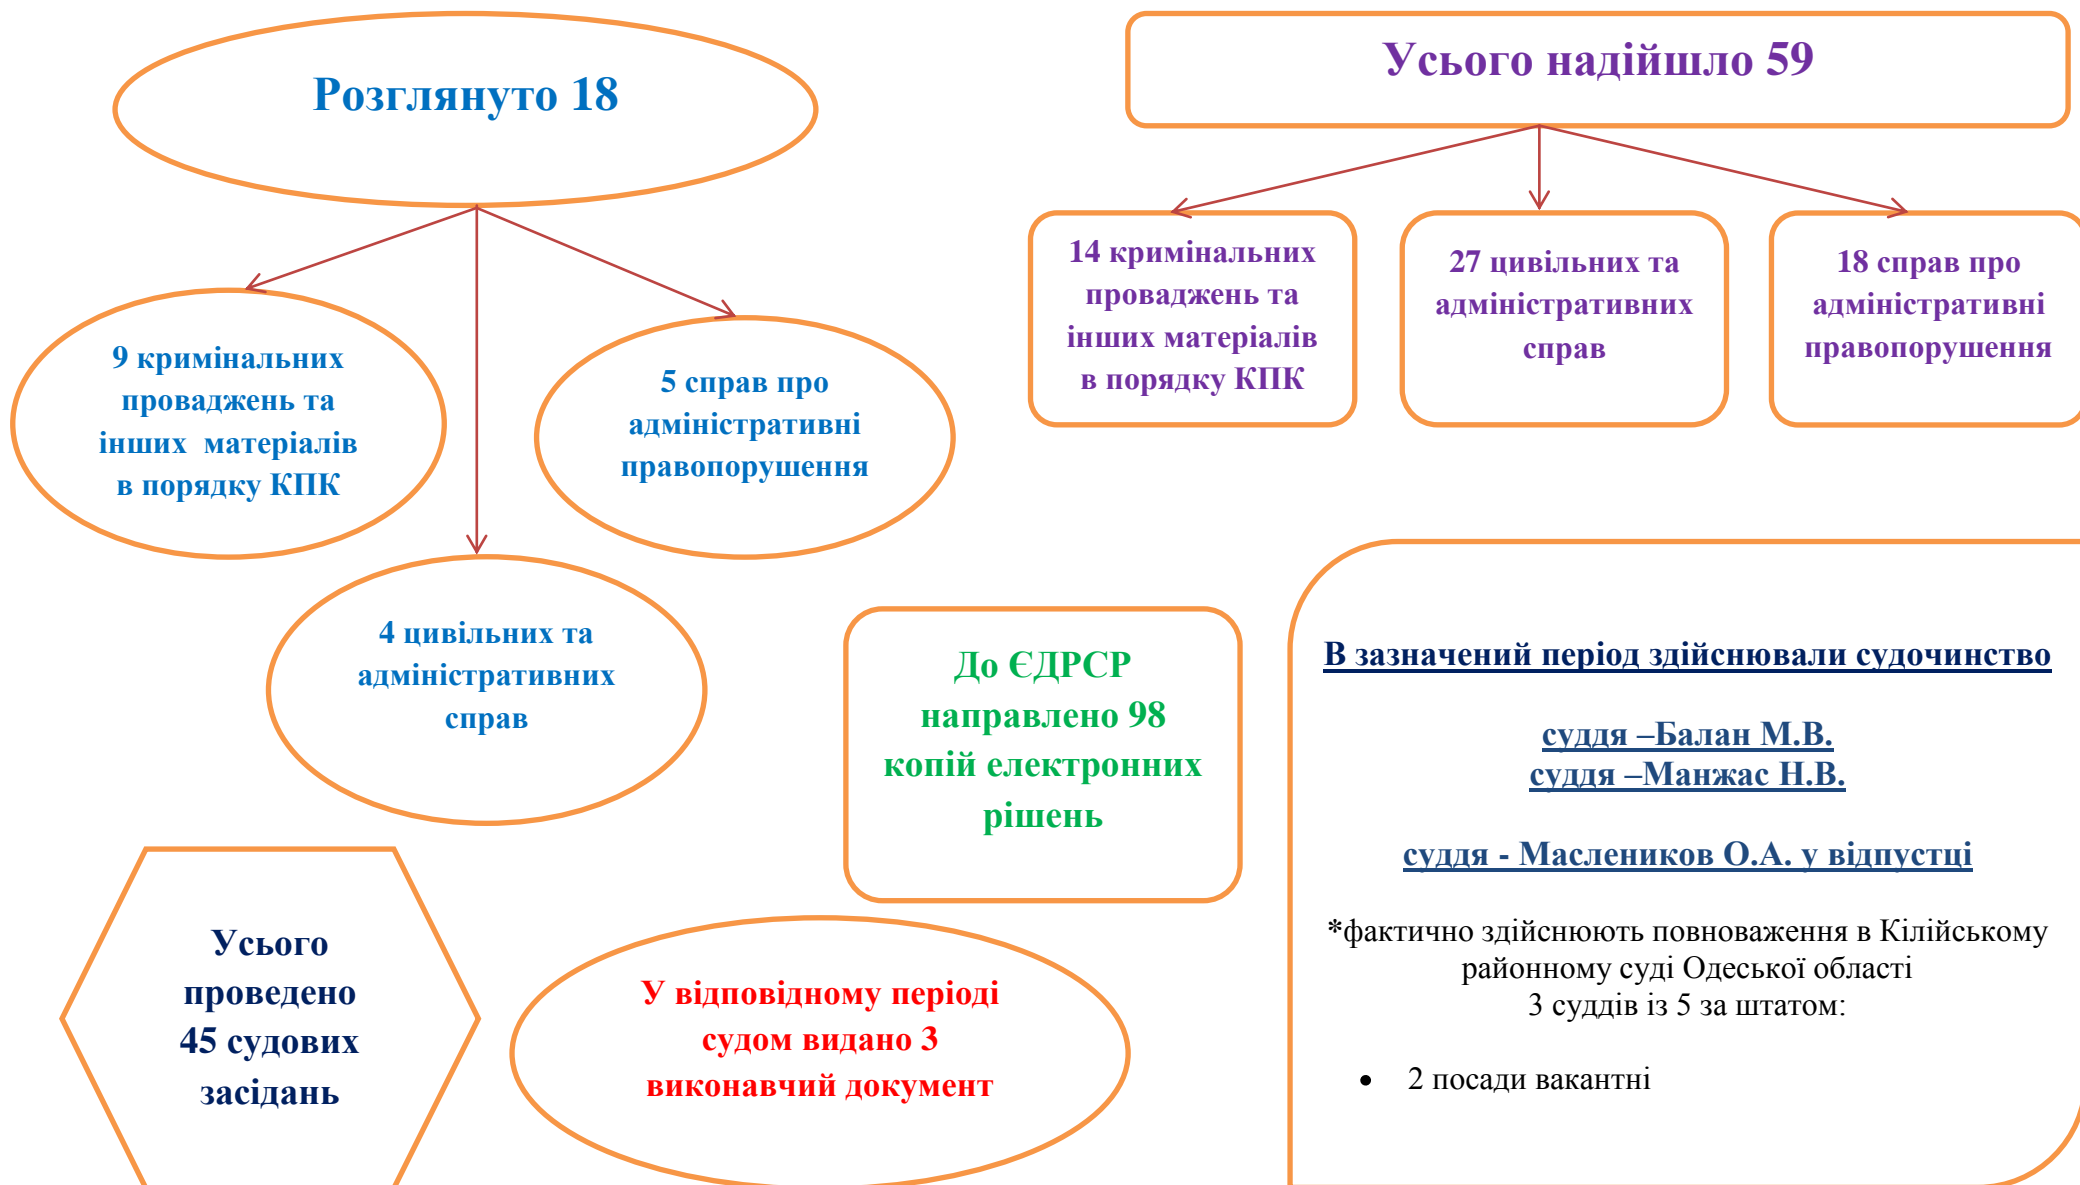 Розглянуто 18
9 кримінальних
проваджень та
інших матеріалів
в порядку КПК
5 справ про
адміністративні
правопорушення
4 цивільних та
адміністративних
справ
Усього надійшло 59
14 кримінальних
проваджень та
інших матеріалів
в порядку КПК
27 цивільних та
адміністративних
справ
18 справ про
адміністративні
правопорушення
До ЄДРСР
направлено 98
копій електронних
рішень
Усього
проведено
45 судових
засідань
У відповідному періоді
судом видано 3
виконавчий документ
В зазначений період здійснювали судочинство
суддя –Балан М.В.
суддя –Манжас Н.В.
суддя - Маслеников О.А. у відпустці
*фактично здійснюють повноваження в Кілійському
районному суді Одеської області
3 суддів із 5 за штатом:
• 2 посади вакантні